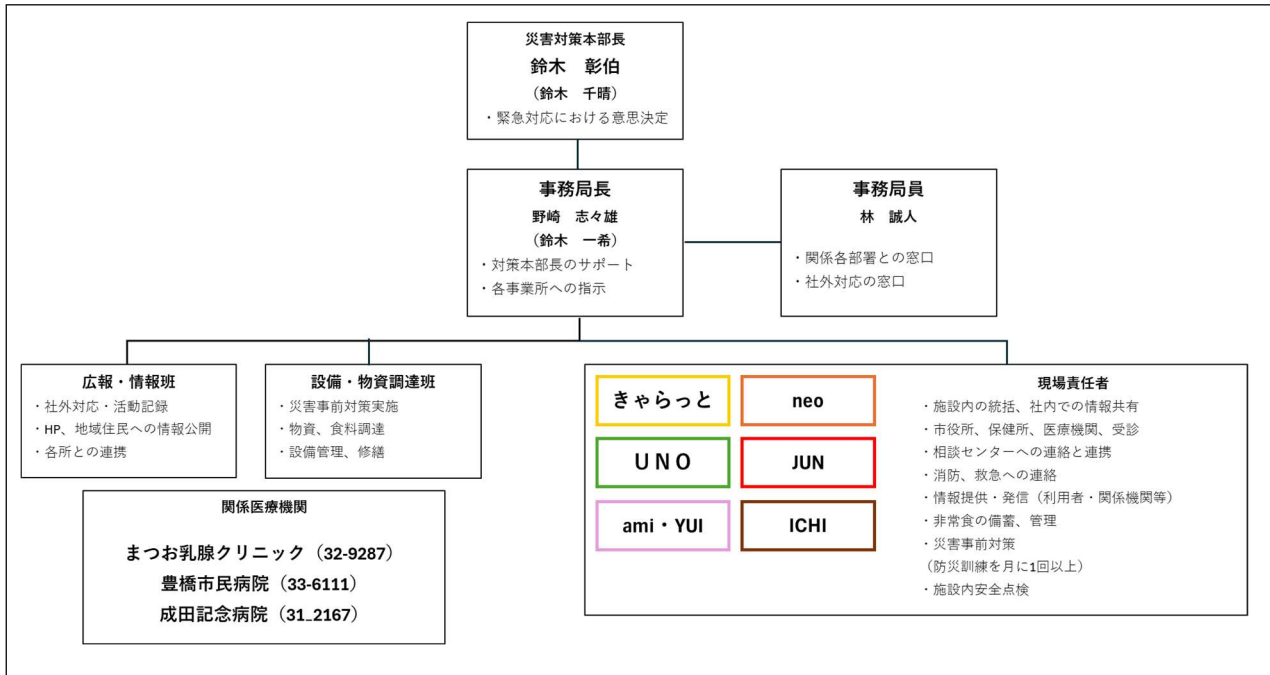 災害対策本部長
鈴木　彰伯
（鈴木　千晴）
・緊急対応における意思決定
事務局長
野崎　志々雄
（鈴木　一希）
・対策本部長のサポート
・各事業所への指示
事務局員
林　誠人
・関係各部署との窓口
・社外対応の窓口
広報・情報班
・社外対応・活動記録
・HP、地域住民への情報公開
・各所との連携
設備・物資調達班
・災害事前対策実施
・物資、食料調達
・設備管理、修繕
関係医療機関
まつお乳腺クリニック（32-9287）
豊橋市民病院（33-6111）
成田記念病院（31_2167）
きゃらっと
neo
ＵＮＯ
JUN
ami・YUI
ICHI
現場責任者
・施設内の統括、社内での情報共有
・市役所、保健所、医療機関、受診
・相談センターへの連絡と連携
・消防、救急への連絡
・情報提供・発信（利用者・関係機関等）
・非常食の備蓄、管理
・災害事前対策
（防災訓練を月に1回以上）
・施設内安全点検